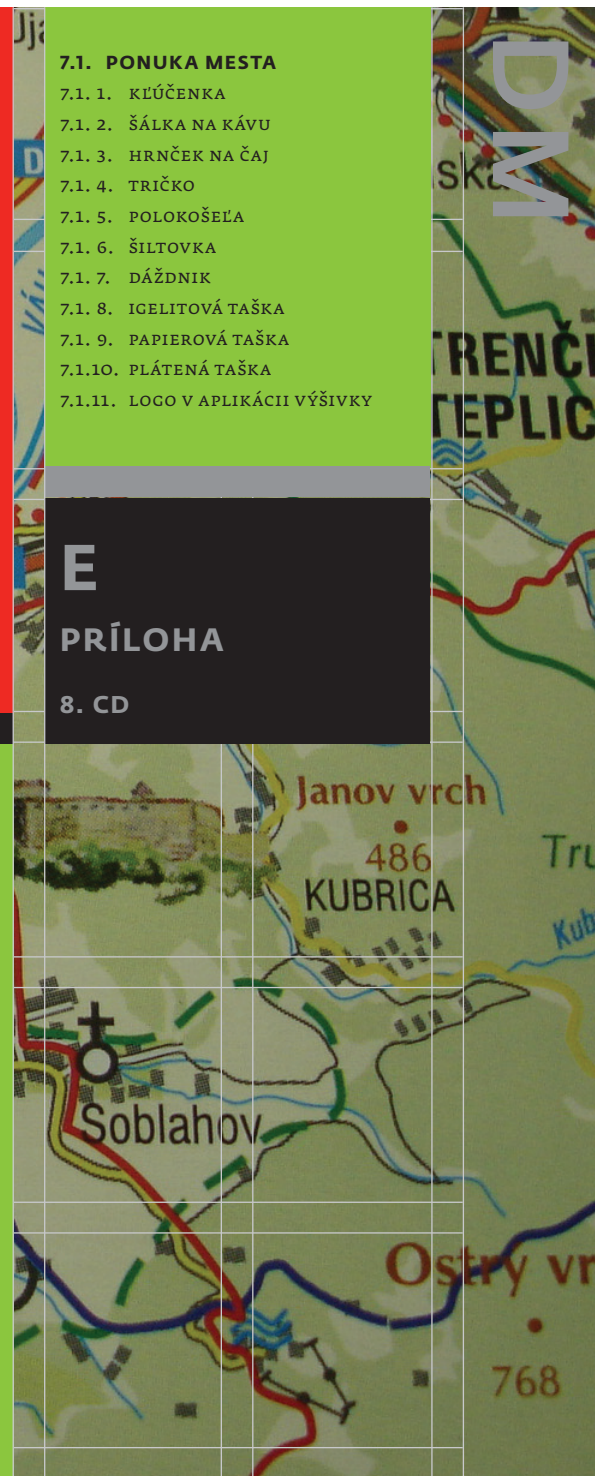 7.1. PONUKA MESTA
7.1. 1. KĽÚČENKA
7.1. 2. ŠÁLKA NA KÁVU
7.1. 3. HRNČEK NA ČAJ
7.1. 4. TRIČKO
7.1. 5. POLOKOŠEĽA
7.1. 6. ŠILTOVKA
7.1. 7. DÁŽDNIK
7.1. 8. IGELITOVÁ TAŠKA
7.1. 9. PAPIEROVÁ TAŠKA
7.1.10. PLÁTENÁ TAŠKA
7.1.11. LOGO V APLIKÁCII VÝŠIVKY
DM
E
PRÍLOHA
8. CD
TRENČ
TEPLIC
Janov vrch
486
KUBRICA
Kub
Soblahov
Ostrý vr
768